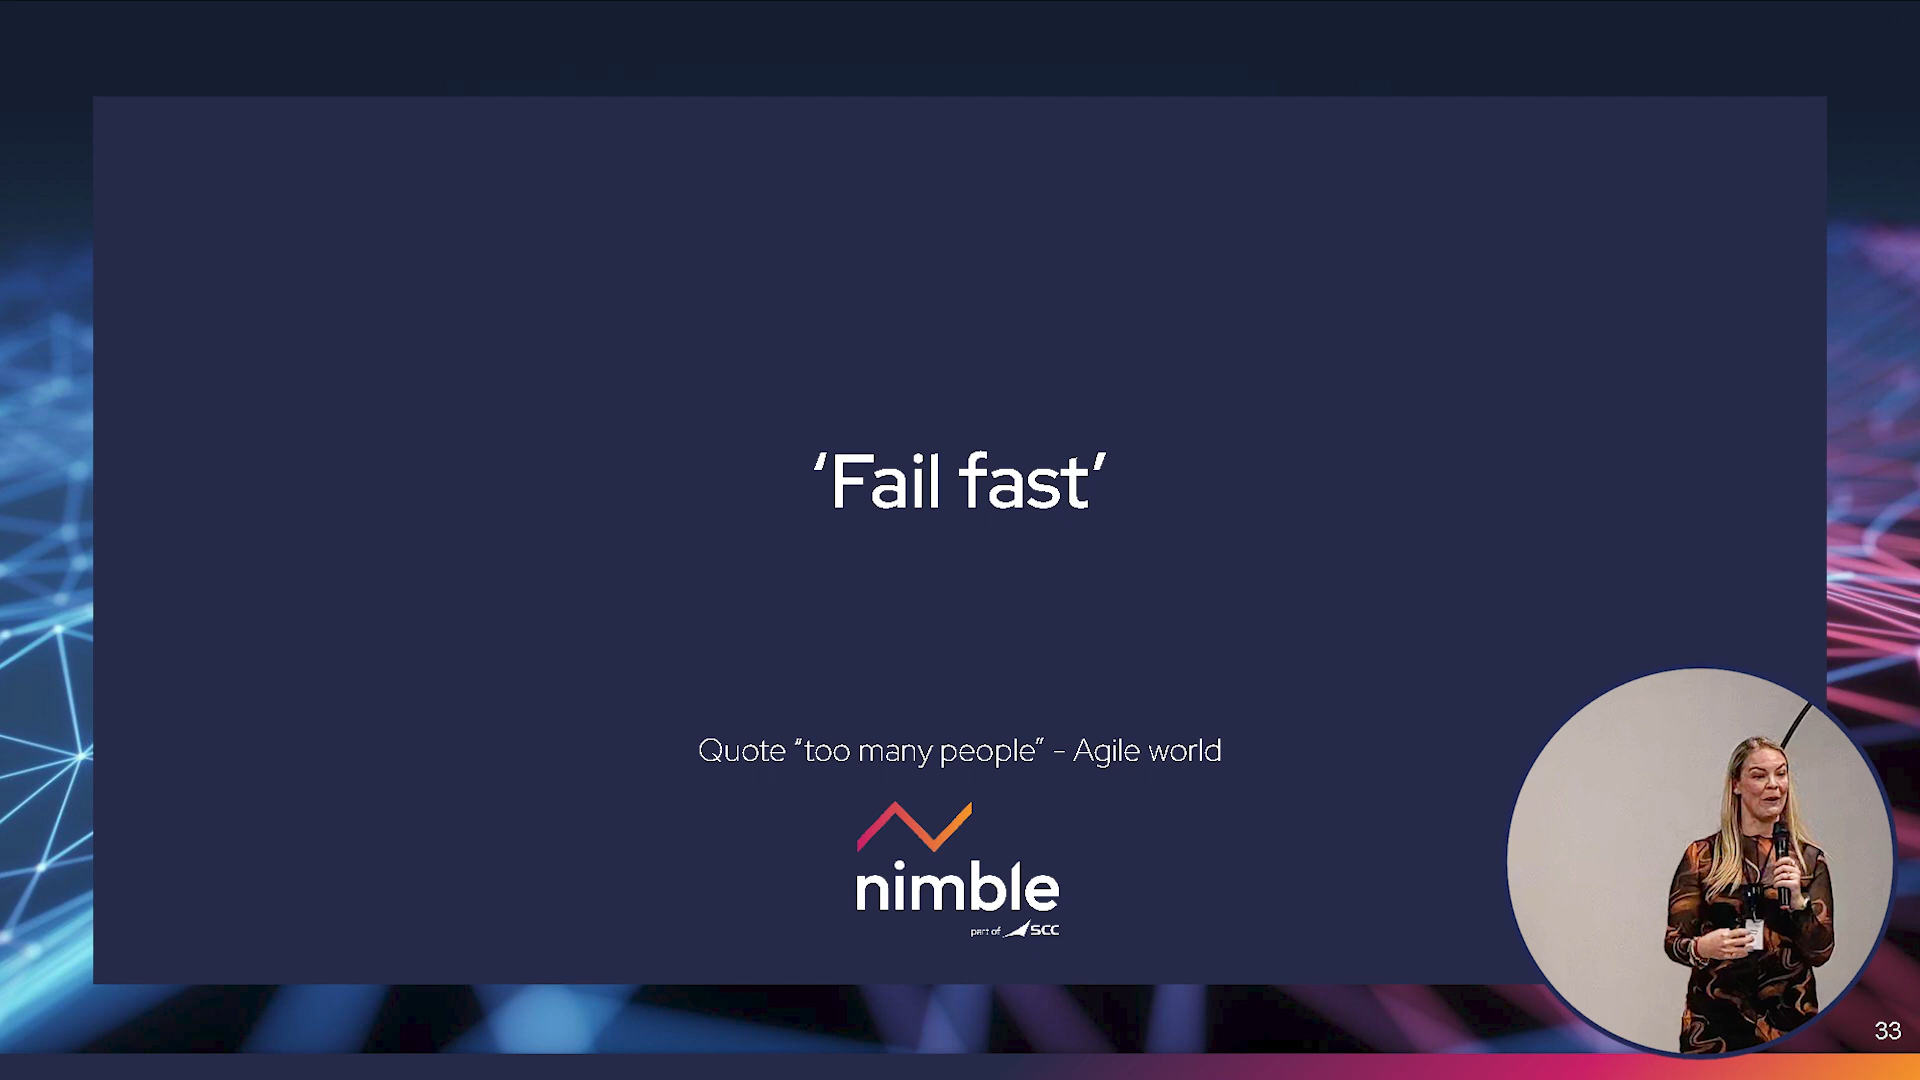 ‘Fail fast’
Quote “too many people” – Agile world
nimble
part of SCC
33